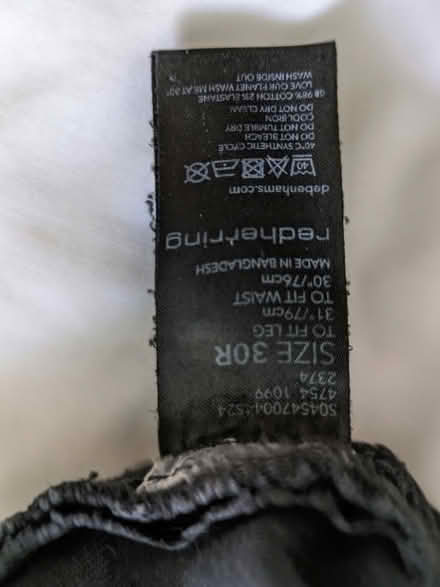 4754 1099
2374
SIZE 30R
TO FIT LEG
31"/79cm
TO FIT WAIST
30"/76cm
MADE IN BANGLADESH
redherring
debenhams.com
40
40°C SYNTHETIC CYCLE
DO NOT BLEACH
DO NOT TUMBLE DRY
COOL IRON
DO NOT DRY CLEAN
GB 98% COTTON 2% ELASTANE
LOVE OUR PLANET WASH ME AT 30°
WASH INSIDE OUT